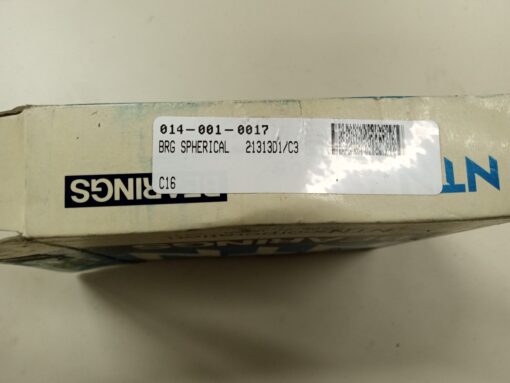 014-001-0017
BRG SPHERICAL 21313D1/C3
C16
BEARINGS
NT